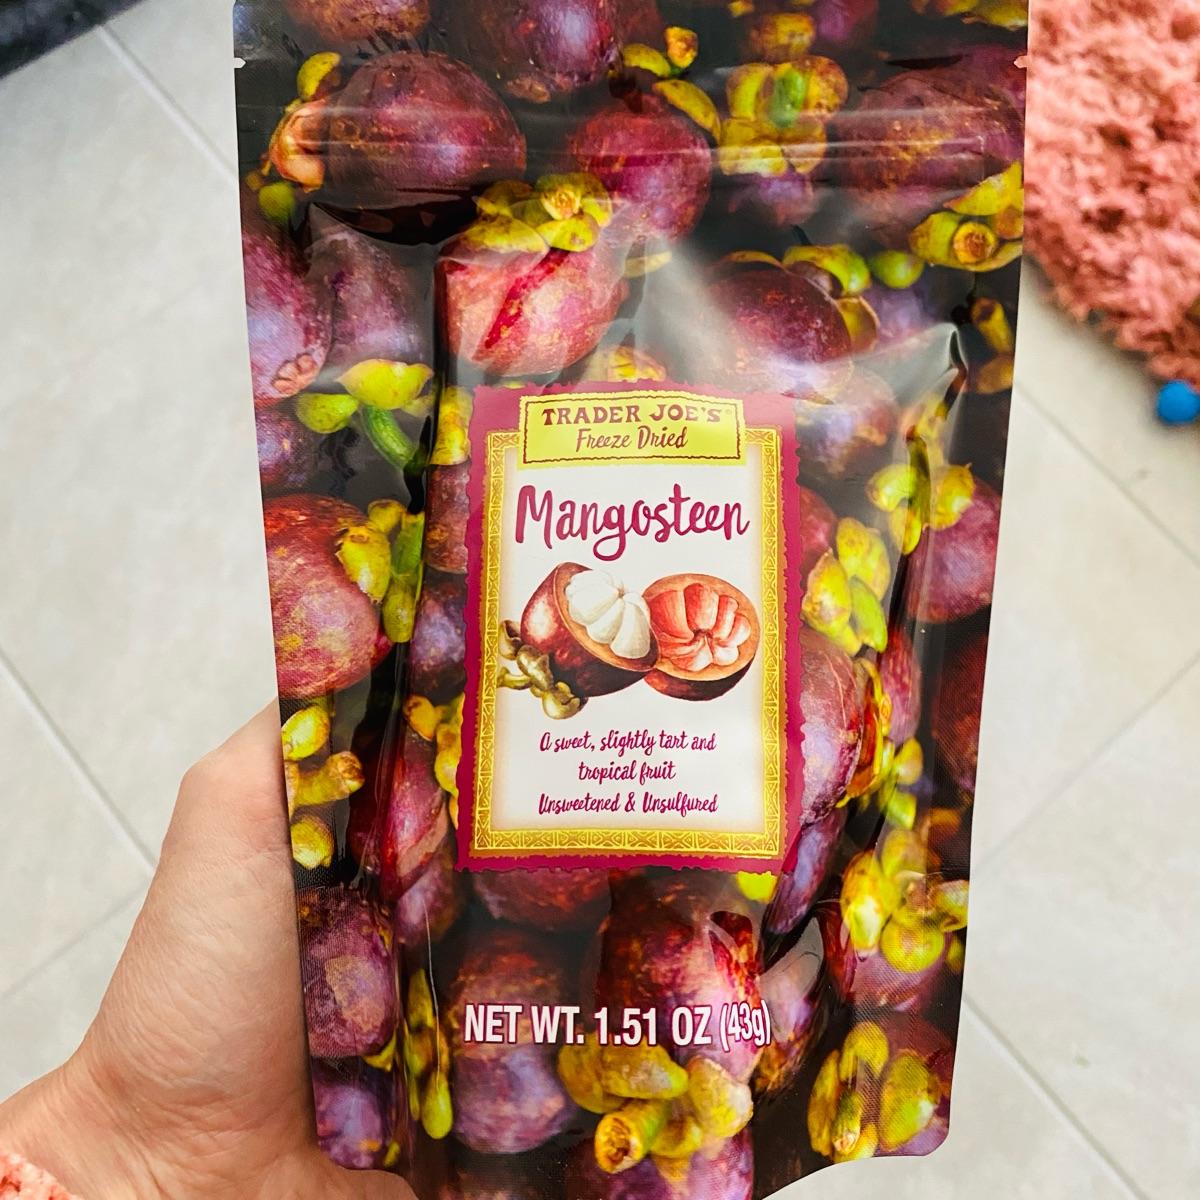 TRADER JOE'S®
Freeze Dried
Mangosteen
A sweet, slightly tart and
tropical fruit
Unsweetened & Unsulfured
NET WT. 1.51 OZ (43g)